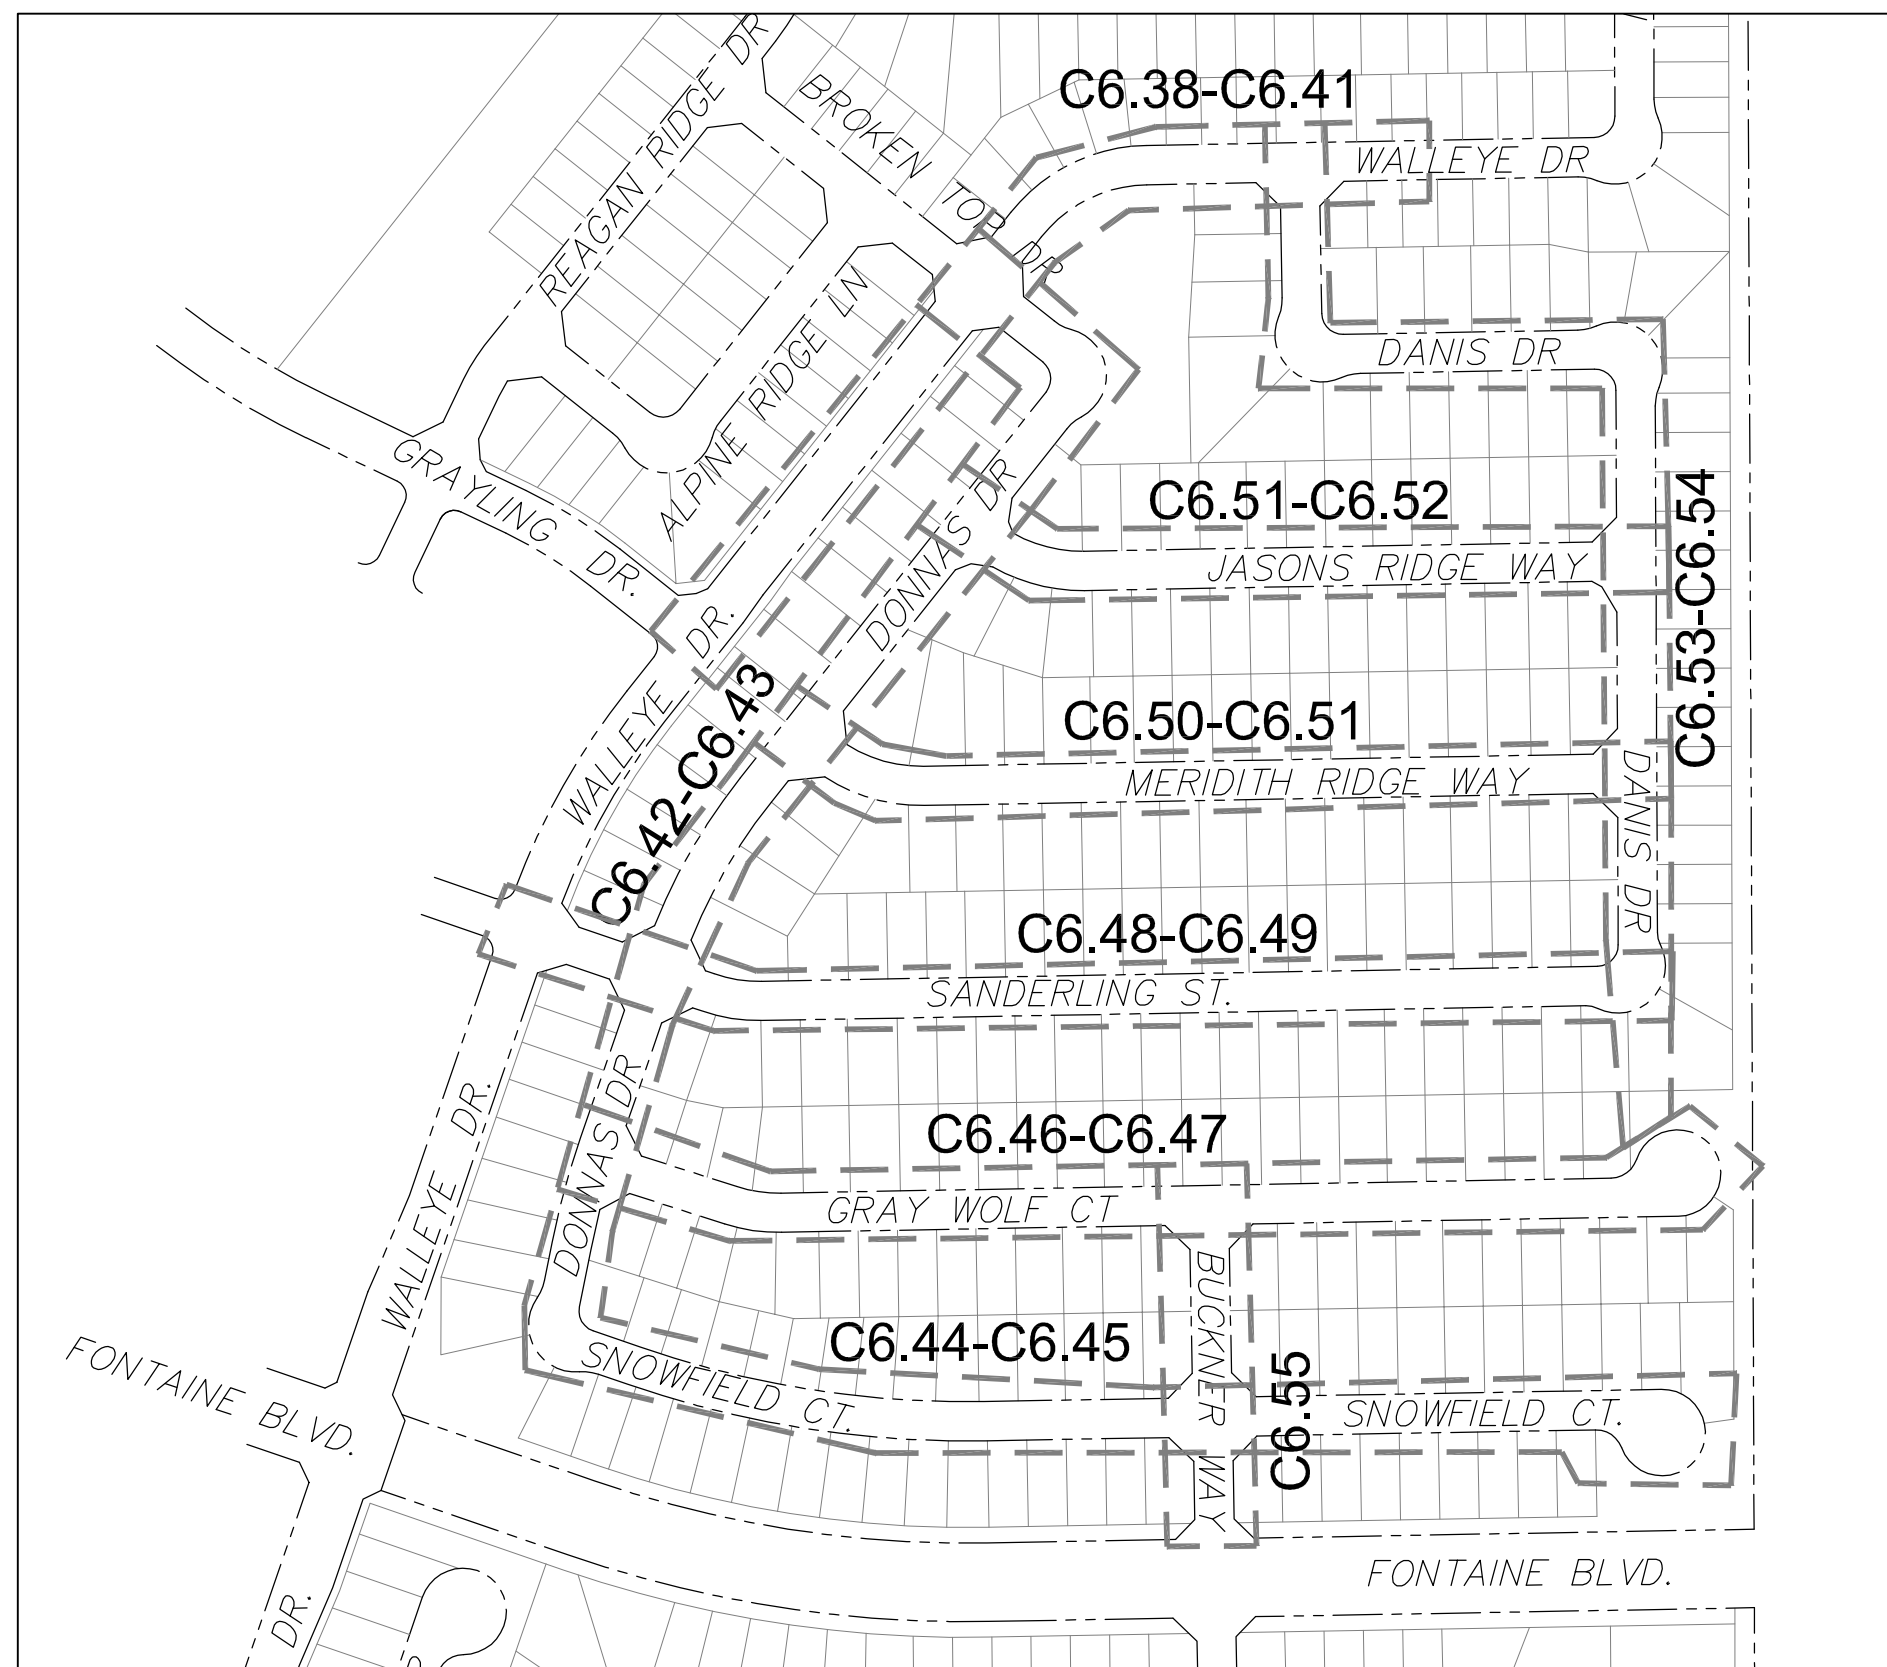 REAGAN RIDGE DR
BROKEN TOP DR
C6.38-C6.41
WALLEYE DR
ALPINE RIDGE LN
DANIS DR
GRAYLING DR.
C6.51-C6.52
JASONS RIDGE WAY
DONNAS DR
C6.53-C6.54
WALLEYE DR.
C6.42-C6.43
C6.50-C6.51
MERIDITH RIDGE WAY
DANIS DR
C6.48-C6.49
SANDERLING ST.
DONNAS DR
WALLEYE DR.
C6.46-C6.47
GRAY WOLF CT
BUCKNER WAY
C6.44-C6.45
SNOWFIELD CT.
C6.55
SNOWFIELD CT.
FONTAINE BLVD.
FONTAINE BLVD.
DR.